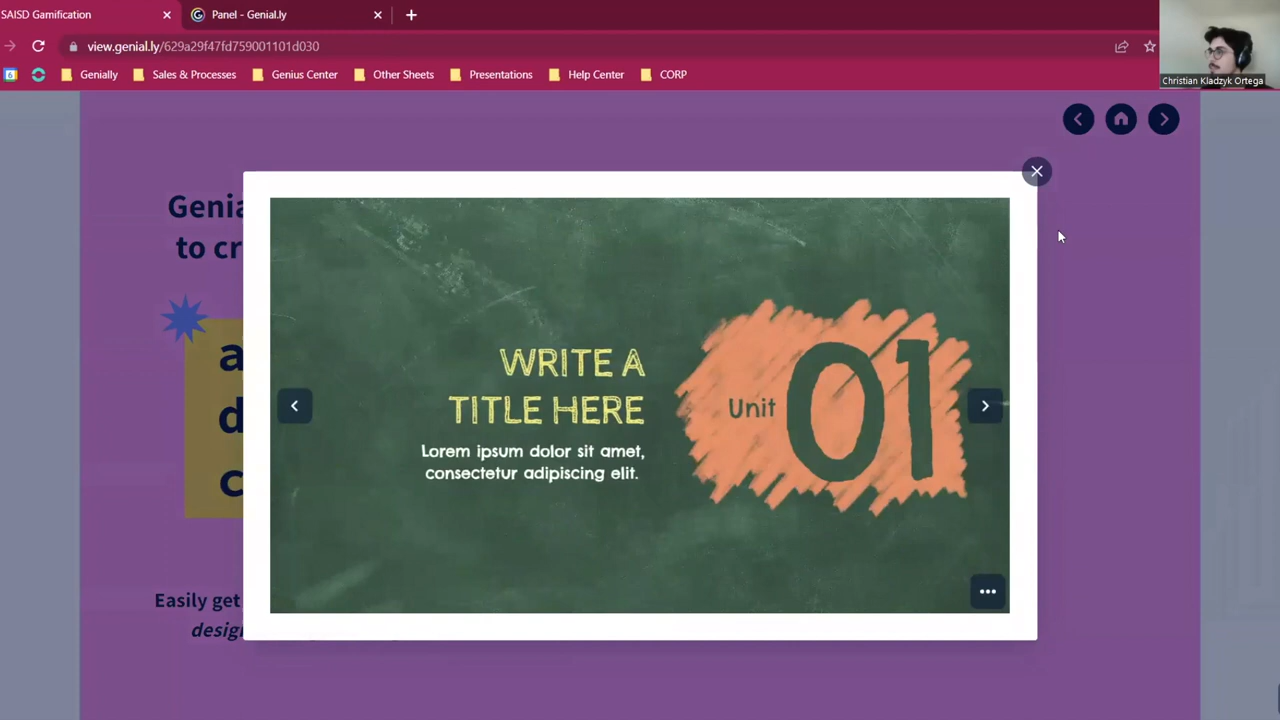 SAISD Gamification
Panel - Genial.ly
view.genial.ly/629a29f47fd759001101d030
6
Genially
Sales & Processes
Genius Center
Other Sheets
Presentations
Help Center
CORP
Christian Kladzyk Ortega
Genia
to cr
a
d
c
WRITE A
TITLE HERE
Lorem ipsum dolor sit amet,
consectetur adipiscing elit.
Unit
01
Easily get
desig